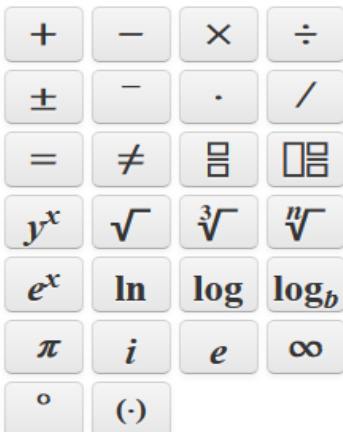 + − × ÷
± − · /
= ≠ □/□ □□/□
yˣ √ ∛ ⁿ√
eˣ ln log log_b
π i e ∞
° (·)